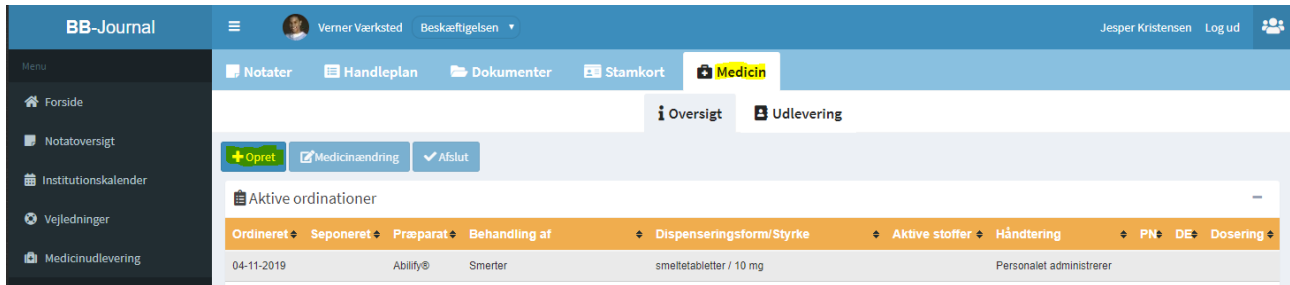 BB-Journal
Verner Værksted Beskæftigelsen
Jesper Kristensen Log ud
Menu
Forside
Notatoversigt
Institutionskalender
Vejledninger
Medicinudlevering
Notater Handleplan Dokumenter Stamkort Medicin
Oversigt Udlevering
Opret Medicinændring Afslut
Aktive ordinationer
Ordineret Seponeret Præparat Behandling af Dispenseringsform/Styrke Aktive stoffer Håndtering PN DE Dosering
04-11-2019 Abilify® Smerter smeltetabletter / 10 mg Personalet administrerer